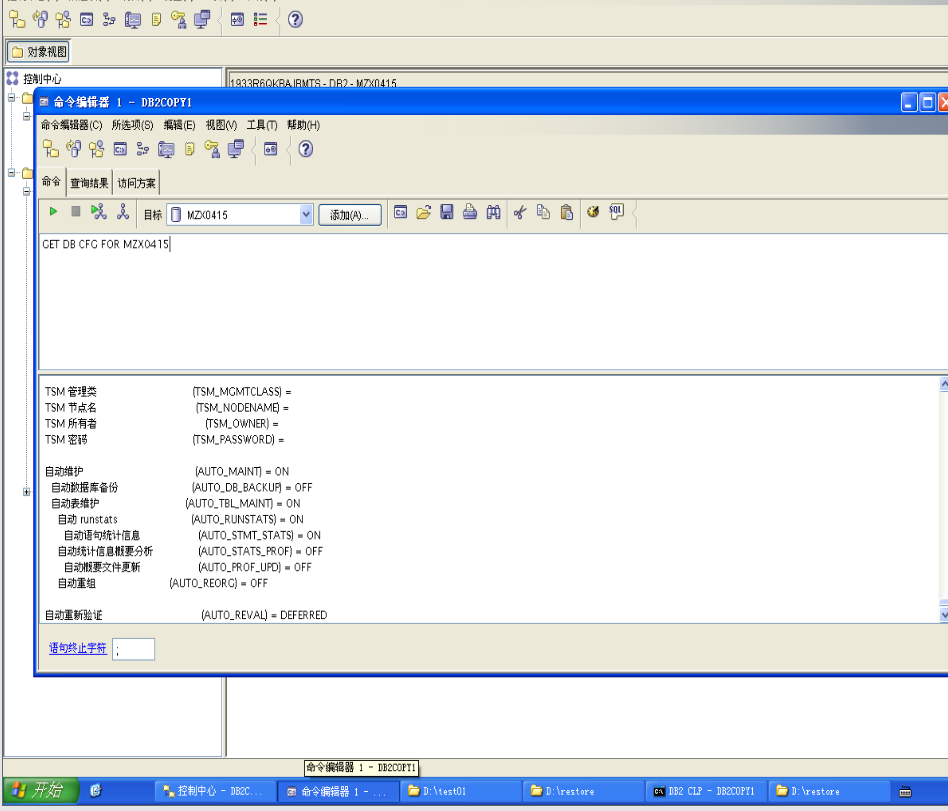 对象视图
控制中心
1933R6QKBAJBMTS - DB2 - MZX0415
命令编辑器 1 - DB2COPY1
命令编辑器(C) 所选项(S) 编辑(E) 视图(V) 工具(T) 帮助(H)
命令 查询结果 访问方案
目标 MZX0415 添加(A)...
GET DB CFG FOR MZX0415
TSM 管理类 (TSM_MGMTCLASS) =
TSM 节点名 (TSM_NODENAME) =
TSM 所有者 (TSM_OWNER) =
TSM 密码 (TSM_PASSWORD) =
自动维护 (AUTO_MAINT) = ON
自动数据库备份 (AUTO_DB_BACKUP) = OFF
自动表维护 (AUTO_TBL_MAINT) = ON
自动 runstats (AUTO_RUNSTATS) = ON
自动语句统计信息 (AUTO_STMT_STATS) = ON
自动统计信息概要分析 (AUTO_STATS_PROF) = OFF
自动概要文件更新 (AUTO_PROF_UPD) = OFF
自动重组 (AUTO_REORG) = OFF
自动重新验证 (AUTO_REVAL) = DEFERRED
语句终止字符 ;
命令编辑器 1 - DB2COPY1
开始 控制中心 - DB2C... 命令编辑器 1 - ... D:\test01 D:\restore DB2 CLP - DB2COPY1 D:\restore